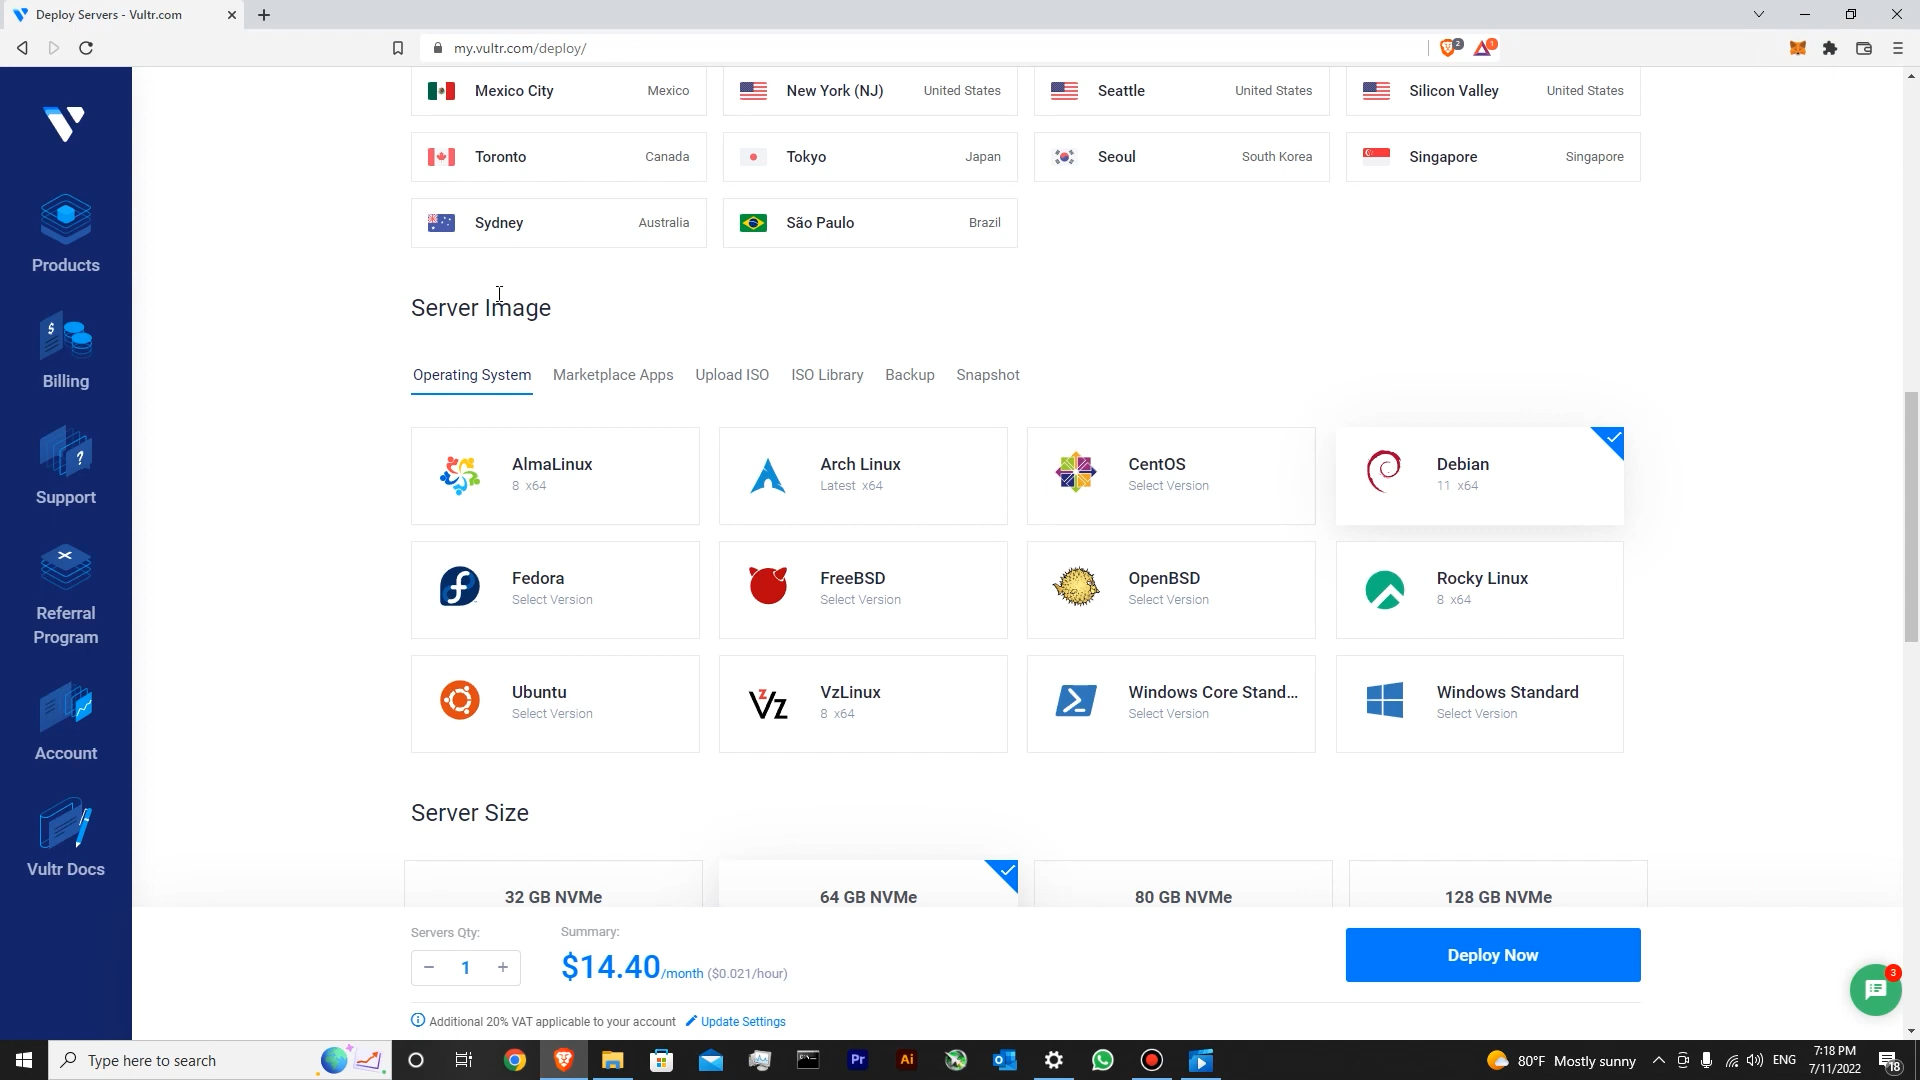 Deploy Servers - Vultr.com
my.vultr.com/deploy/
2
1
Mexico City Mexico
New York (NJ) United States
Seattle United States
Silicon Valley United States
Toronto Canada
Tokyo Japan
Seoul South Korea
Singapore Singapore
Sydney Australia
São Paulo Brazil
Products
Billing
Support
Referral
Program
Account
Vultr Docs
Server Image
Operating System Marketplace Apps Upload ISO ISO Library Backup Snapshot
AlmaLinux
8 x64
Arch Linux
Latest x64
CentOS
Select Version
Debian
11 x64
Fedora
Select Version
FreeBSD
Select Version
OpenBSD
Select Version
Rocky Linux
8 x64
Ubuntu
Select Version
VzLinux
8 x64
Windows Core Stand...
Select Version
Windows Standard
Select Version
Server Size
32 GB NVMe
64 GB NVMe
80 GB NVMe
128 GB NVMe
Servers Qty:
− 1 +
Summary:
$14.40/month ($0.021/hour)
Deploy Now
3
Additional 20% VAT applicable to your account Update Settings
Type here to search
Pr
Ai
80°F Mostly sunny
ENG
7:18 PM
7/11/2022
18